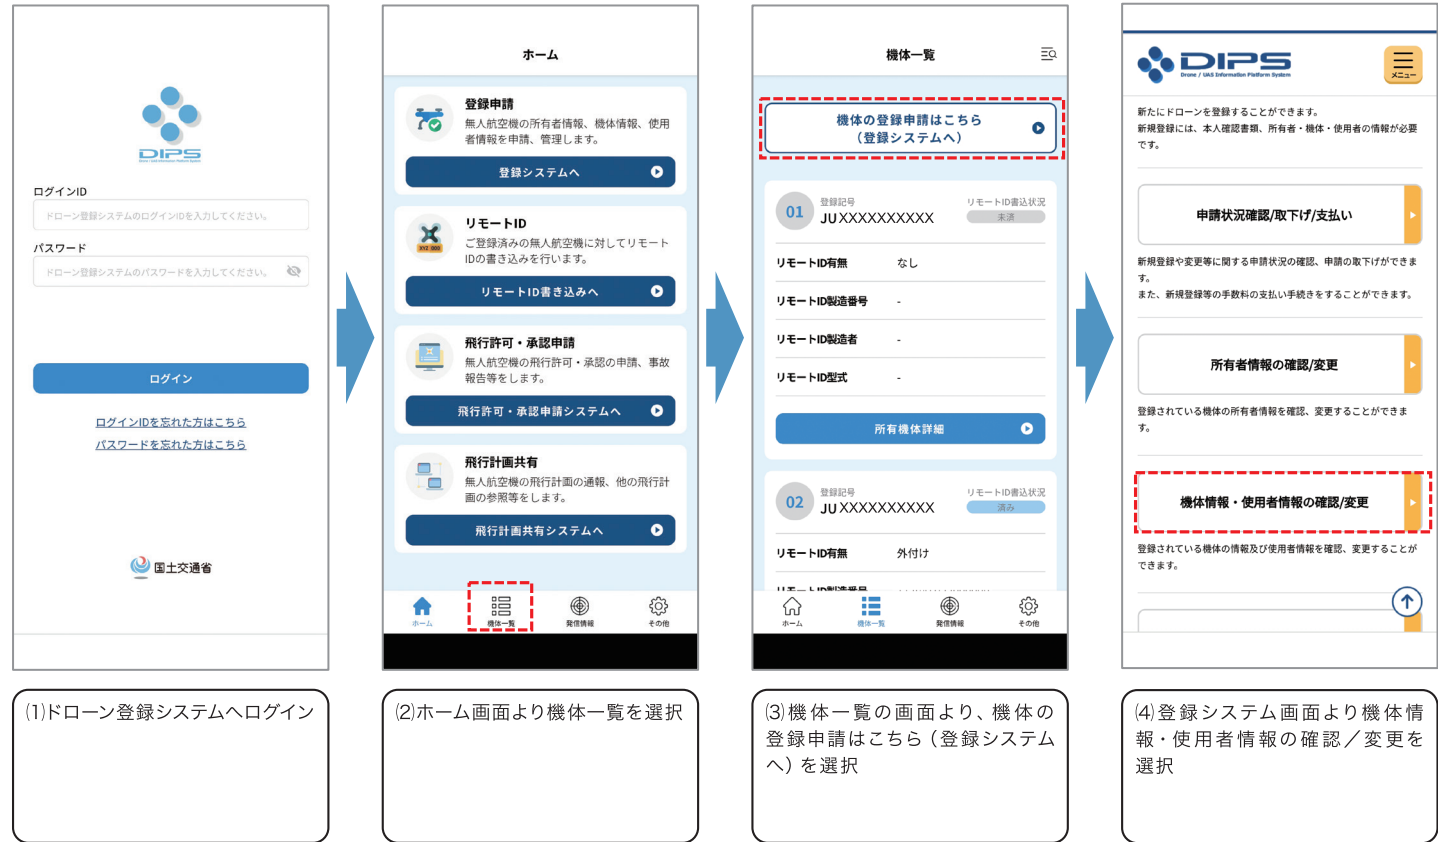 DIPS
Drone / UAS Information Platform System
ログインID
ドローン登録システムのログインIDを入力してください。
パスワード
ドローン登録システムのパスワードを入力してください。
ログイン
ログインIDを忘れた方はこちら
パスワードを忘れた方はこちら
国土交通省
(1)ドローン登録システムへログイン
ホーム
登録申請
無人航空機の所有者情報、機体情報、使用
者情報を申請、管理します。
登録システムへ
リモートID
XYZ 000
ご登録済みの無人航空機に対してリモート
IDの書き込みを行います。
リモートID書き込みへ
飛行許可・承認申請
無人航空機の飛行許可・承認の申請、事故
報告等をします。
飛行許可・承認申請システムへ
飛行計画共有
無人航空機の飛行計画の通報、他の飛行計
画の参照等をします。
飛行計画共有システムへ
ホーム
機体一覧
発信情報
その他
(2)ホーム画面より機体一覧を選択
機体一覧
機体の登録申請はこちら
(登録システムへ)
01
登録記号
JUXXXXXXXXXX
リモートID書込状況
未済
リモートID有無 なし
リモートID製造番号 -
リモートID製造者 -
リモートID型式 -
所有機体詳細
02
登録記号
JUXXXXXXXXXX
リモートID書込状況
済み
リモートID有無 外付け
リモートID製造番号
ホーム
機体一覧
発信情報
その他
(3)機体一覧の画面より、機体の
登録申請はこちら(登録システム
へ)を選択
DIPS
Drone / UAS Information Platform System
メニュー
新たにドローンを登録することができます。
新規登録には、本人確認書類、所有者・機体・使用者の情報が必要
です。
申請状況確認/取下げ/支払い
新規登録や変更等に関する申請状況の確認、申請の取下げができま
す。
また、新規登録等の手数料の支払い手続きをすることができます。
所有者情報の確認/変更
登録されている機体の所有者情報を確認、変更することができま
す。
機体情報・使用者情報の確認/変更
登録されている機体の情報及び使用者情報を確認、変更することが
できます。
(4)登録システム画面より機体情
報・使用者情報の確認／変更を
選択